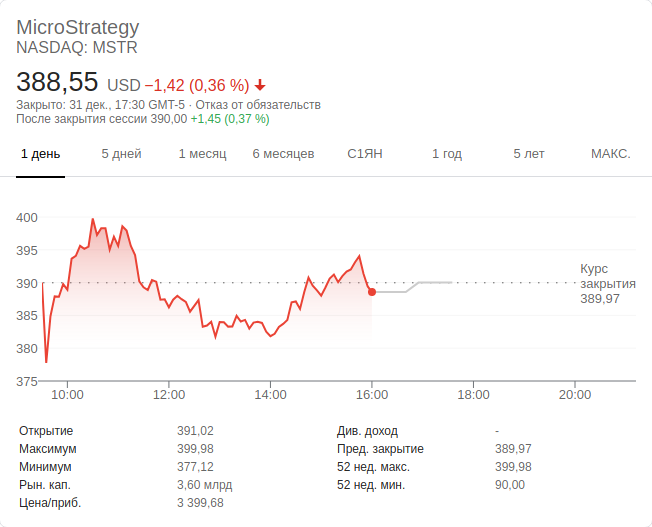 MicroStrategy
NASDAQ: MSTR
388,55 USD −1,42 (0,36 %)
Закрыто: 31 дек., 17:30 GMT-5 · Отказ от обязательств
После закрытия сессии 390,00 +1,45 (0,37 %)
1 день 5 дней 1 месяц 6 месяцев С1ЯН 1 год 5 лет МАКС.
400
395
390
385
380
375
Курс
закрытия
389,97
10:00 12:00 14:00 16:00 18:00 20:00
Открытие 391,02 Див. доход -
Максимум 399,98 Пред. закрытие 389,97
Минимум 377,12 52 нед. макс. 399,98
Рын. кап. 3,60 млрд 52 нед. мин. 90,00
Цена/приб. 3 399,68